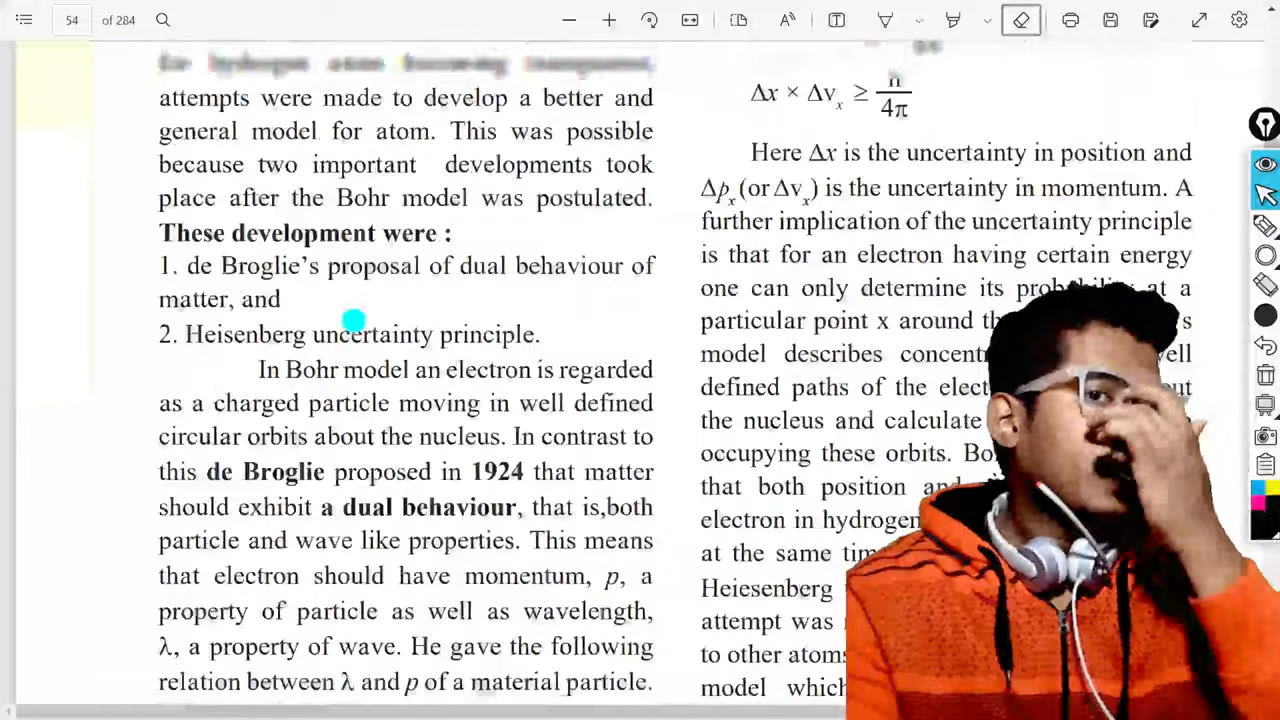 54
of 284
for hydrogen atom
attempts were made to develop a better and
general model for atom. This was possible
because two important developments took
place after the Bohr model was postulated.
These development were :
1. de Broglie’s proposal of dual behaviour of
matter, and
2. Heisenberg uncertainty principle.
In Bohr model an electron is regarded
as a charged particle moving in well defined
circular orbits about the nucleus. In contrast to
this de Broglie proposed in 1924 that matter
should exhibit a dual behaviour, that is,both
particle and wave like properties. This means
that electron should have momentum, p, a
property of particle as well as wavelength,
λ, a property of wave. He gave the following
relation between λ and p of a material particle.
Δx × Δvx ≥ h/4π
Here Δx is the uncertainty in position and
Δpx (or Δvx) is the uncertainty in momentum. A
further implication of the uncertainty principle
is that for an electron having certain energy
one can only determine its probability at a
particular point x around
model describes
defined paths of the
the nucleus and calculate
occupying these orbits.
that both position and
electron in
at the same
attempt was
to other atoms
model which